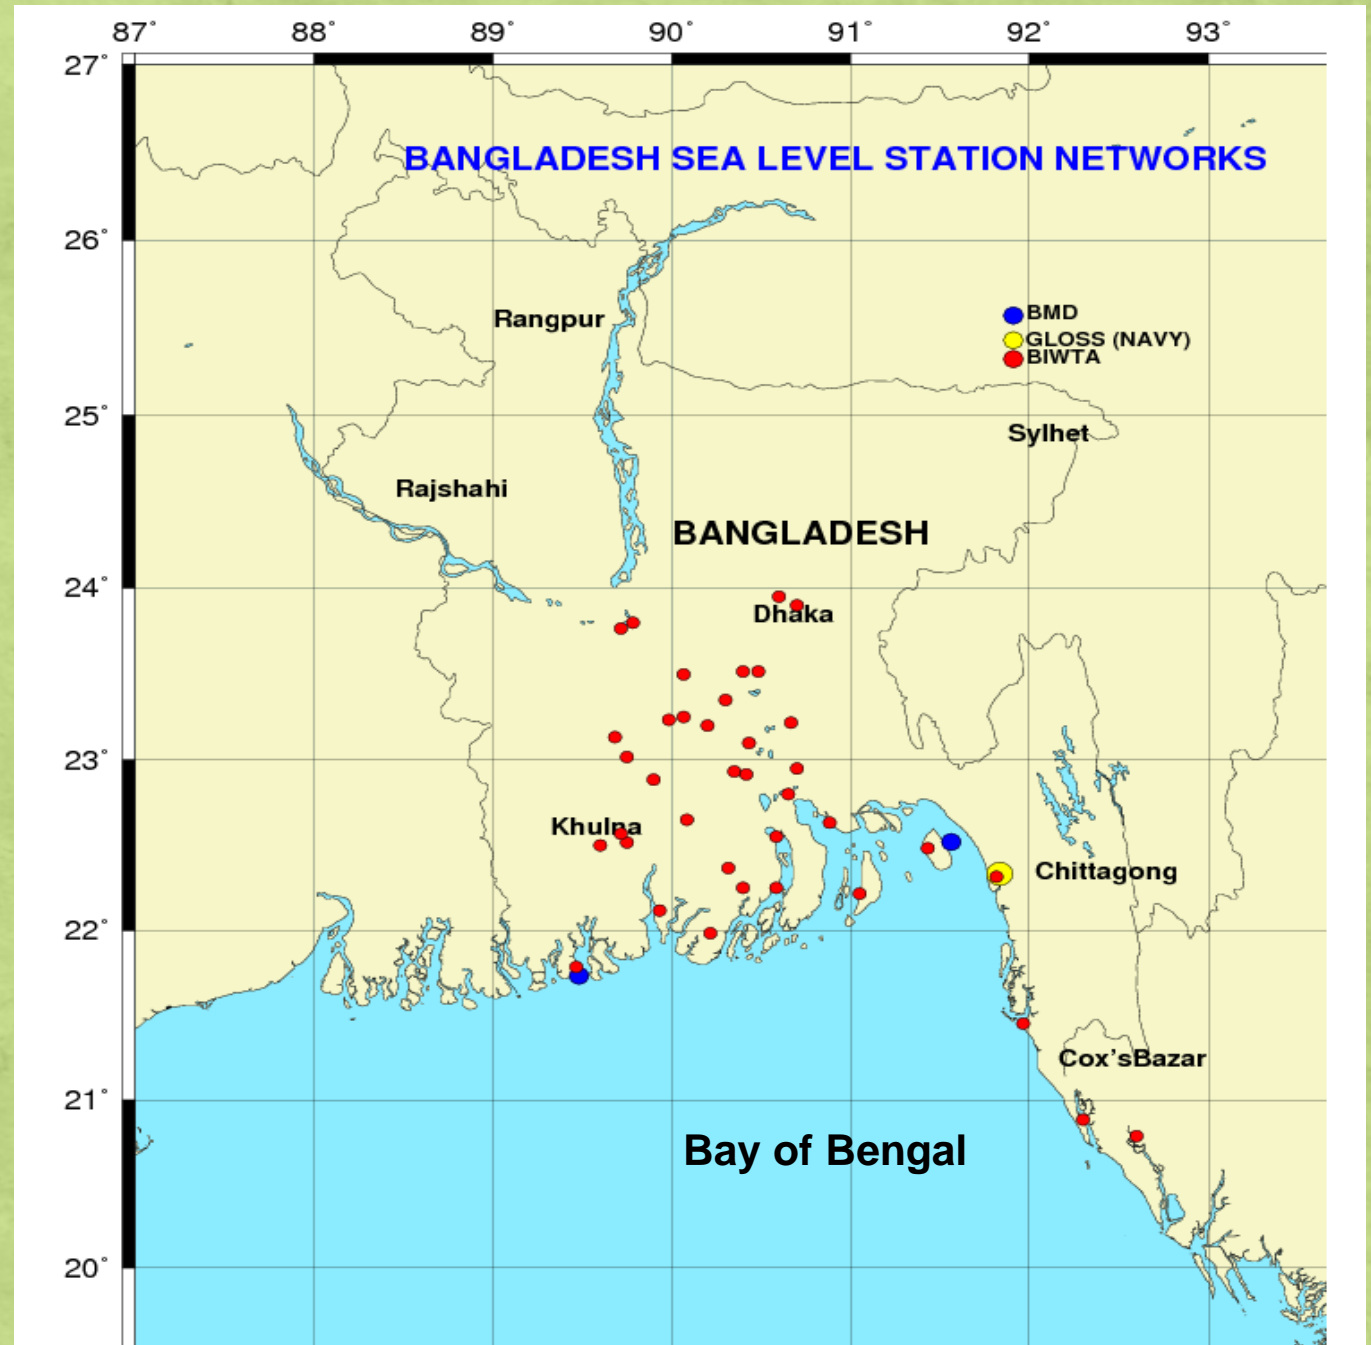 87° 88° 89° 90° 91° 92° 93°
27°
BANGLADESH SEA LEVEL STATION NETWORKS
26°
BMD
Rangpur
GLOSS (NAVY)
BIWTA
25°
Sylhet
Rajshahi
BANGLADESH
24°
Dhaka
23°
Khulna
Chittagong
22°
Cox'sBazar
21°
Bay of Bengal
20°